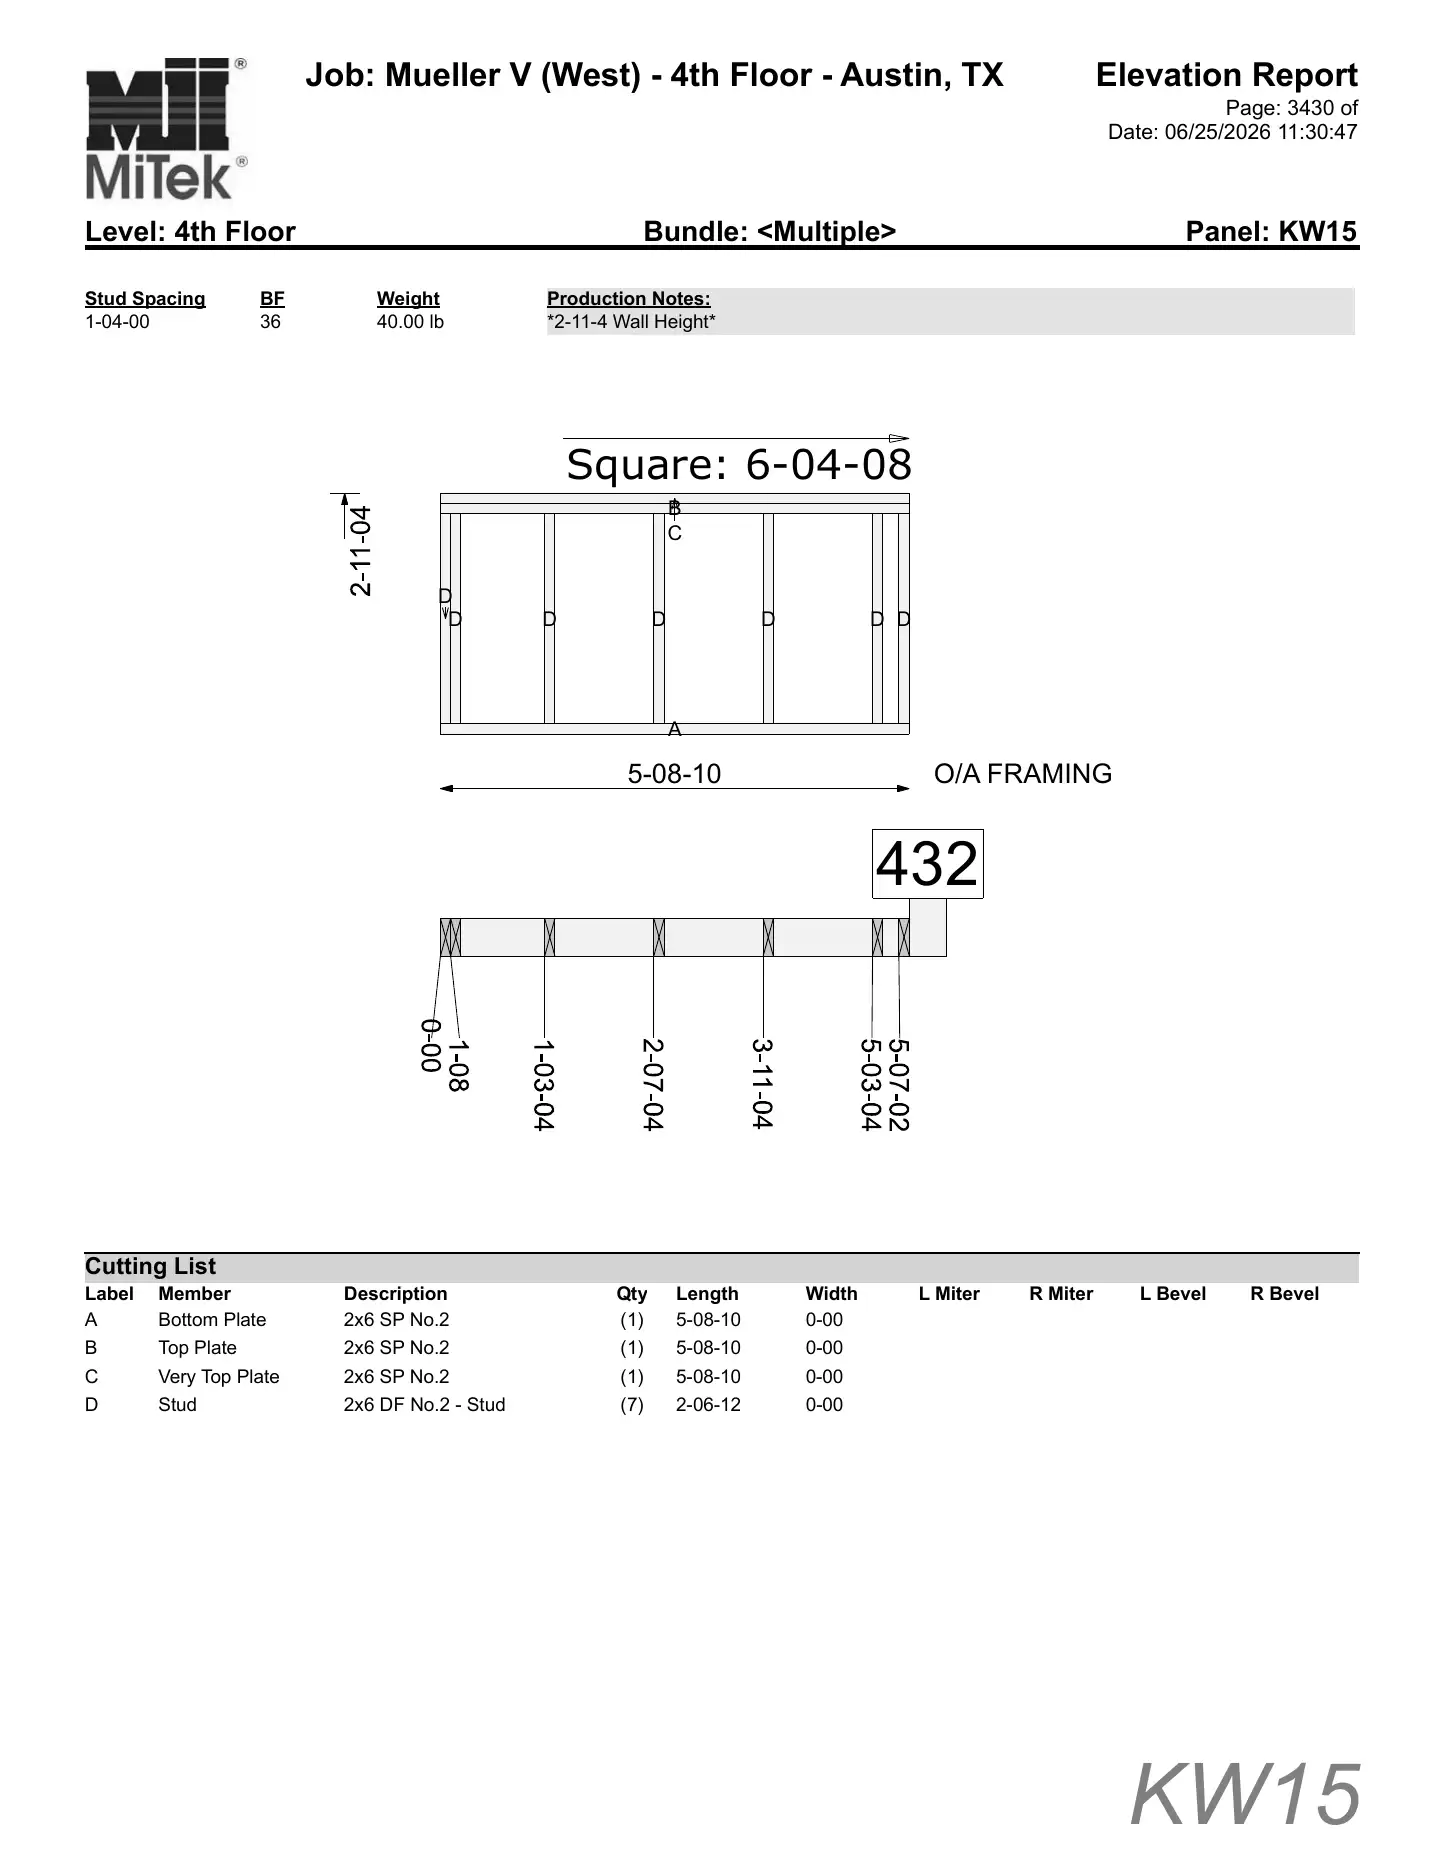 MiTek®
®
Job: Mueller V (West) - 4th Floor - Austin, TX
Elevation Report
Page: 3430 of
Date: 06/25/2026 11:30:47
Level: 4th Floor Bundle: <Multiple> Panel: KW15
Stud Spacing BF Weight Production Notes:
1-04-00 36 40.00 lb *2-11-4 Wall Height*
Square: 6-04-08
2-11-04
B
C
D
D D D D D D
A
5-08-10 O/A FRAMING
432
0-00 1-08 1-03-04 2-07-04 3-11-04 5-03-04 5-07-02
Cutting List
Label Member Description Qty Length Width L Miter R Miter L Bevel R Bevel
A Bottom Plate 2x6 SP No.2 (1) 5-08-10 0-00
B Top Plate 2x6 SP No.2 (1) 5-08-10 0-00
C Very Top Plate 2x6 SP No.2 (1) 5-08-10 0-00
D Stud 2x6 DF No.2 - Stud (7) 2-06-12 0-00
KW15